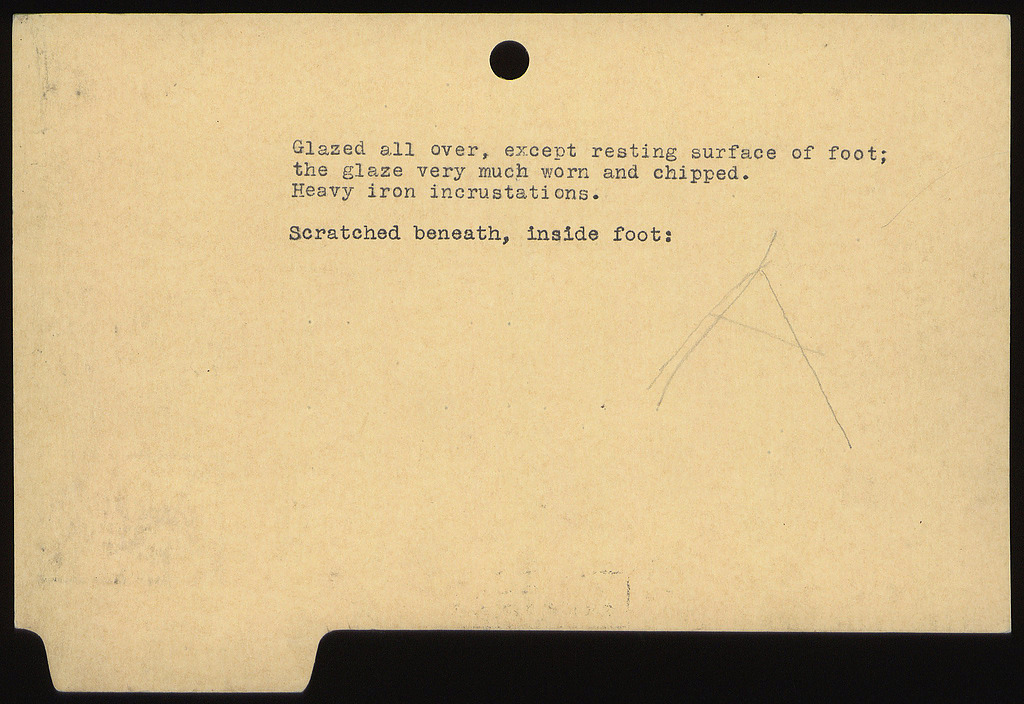 Glazed all over, except resting surface of foot;
the glaze very much worn and chipped.
Heavy iron incrustations.
Scratched beneath, inside foot:
A